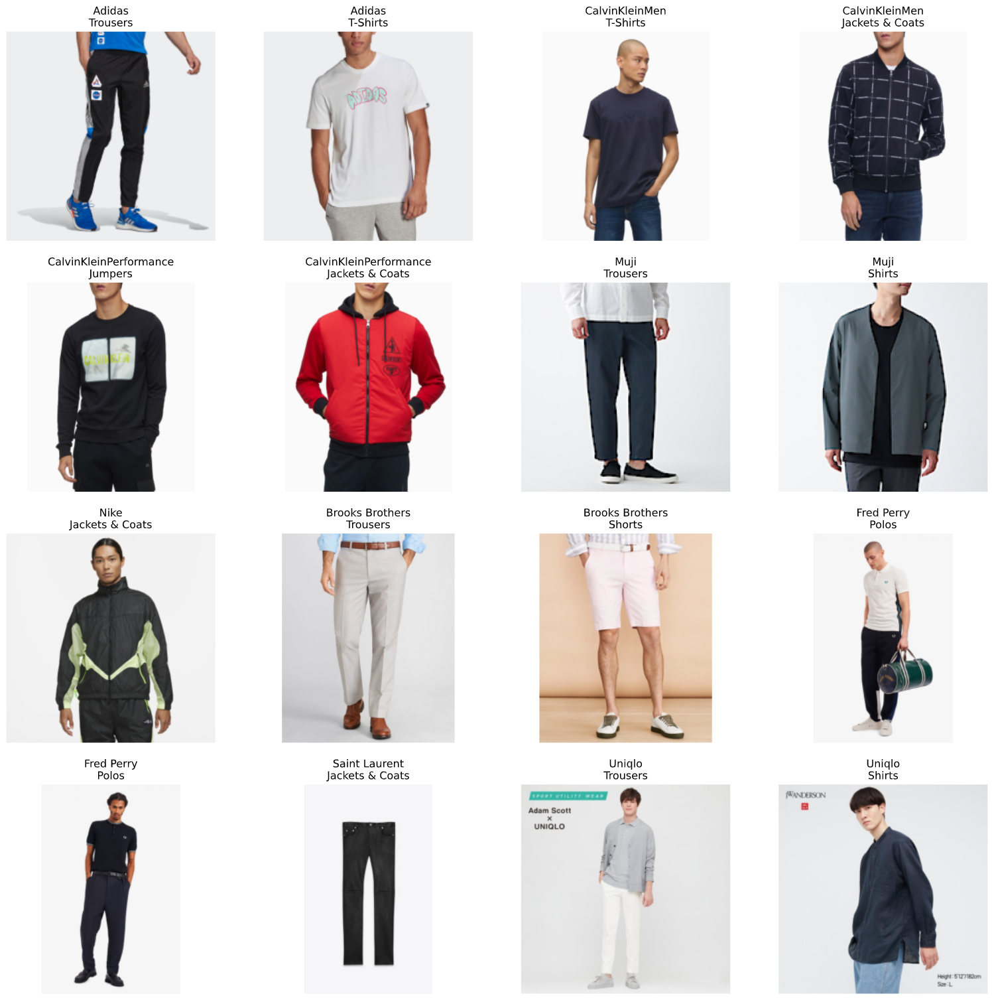 Adidas
Trousers
Adidas
T-Shirts
CalvinKleinMen
T-Shirts
CalvinKleinMen
Jackets & Coats
ADIDAS
CalvinKleinPerformance
Jumpers
CalvinKleinPerformance
Jackets & Coats
Muji
Trousers
Muji
Shirts
CALVIN KLEIN
Nike
Jackets & Coats
Brooks Brothers
Trousers
Brooks Brothers
Shorts
Fred Perry
Polos
Fred Perry
Polos
Saint Laurent
Jackets & Coats
Uniqlo
Trousers
Uniqlo
Shirts
SPORT UTILITY WEAR
Adam Scott
×
UNIQLO
JWANDERSON
Height : 5'12"/182cm
Size : L